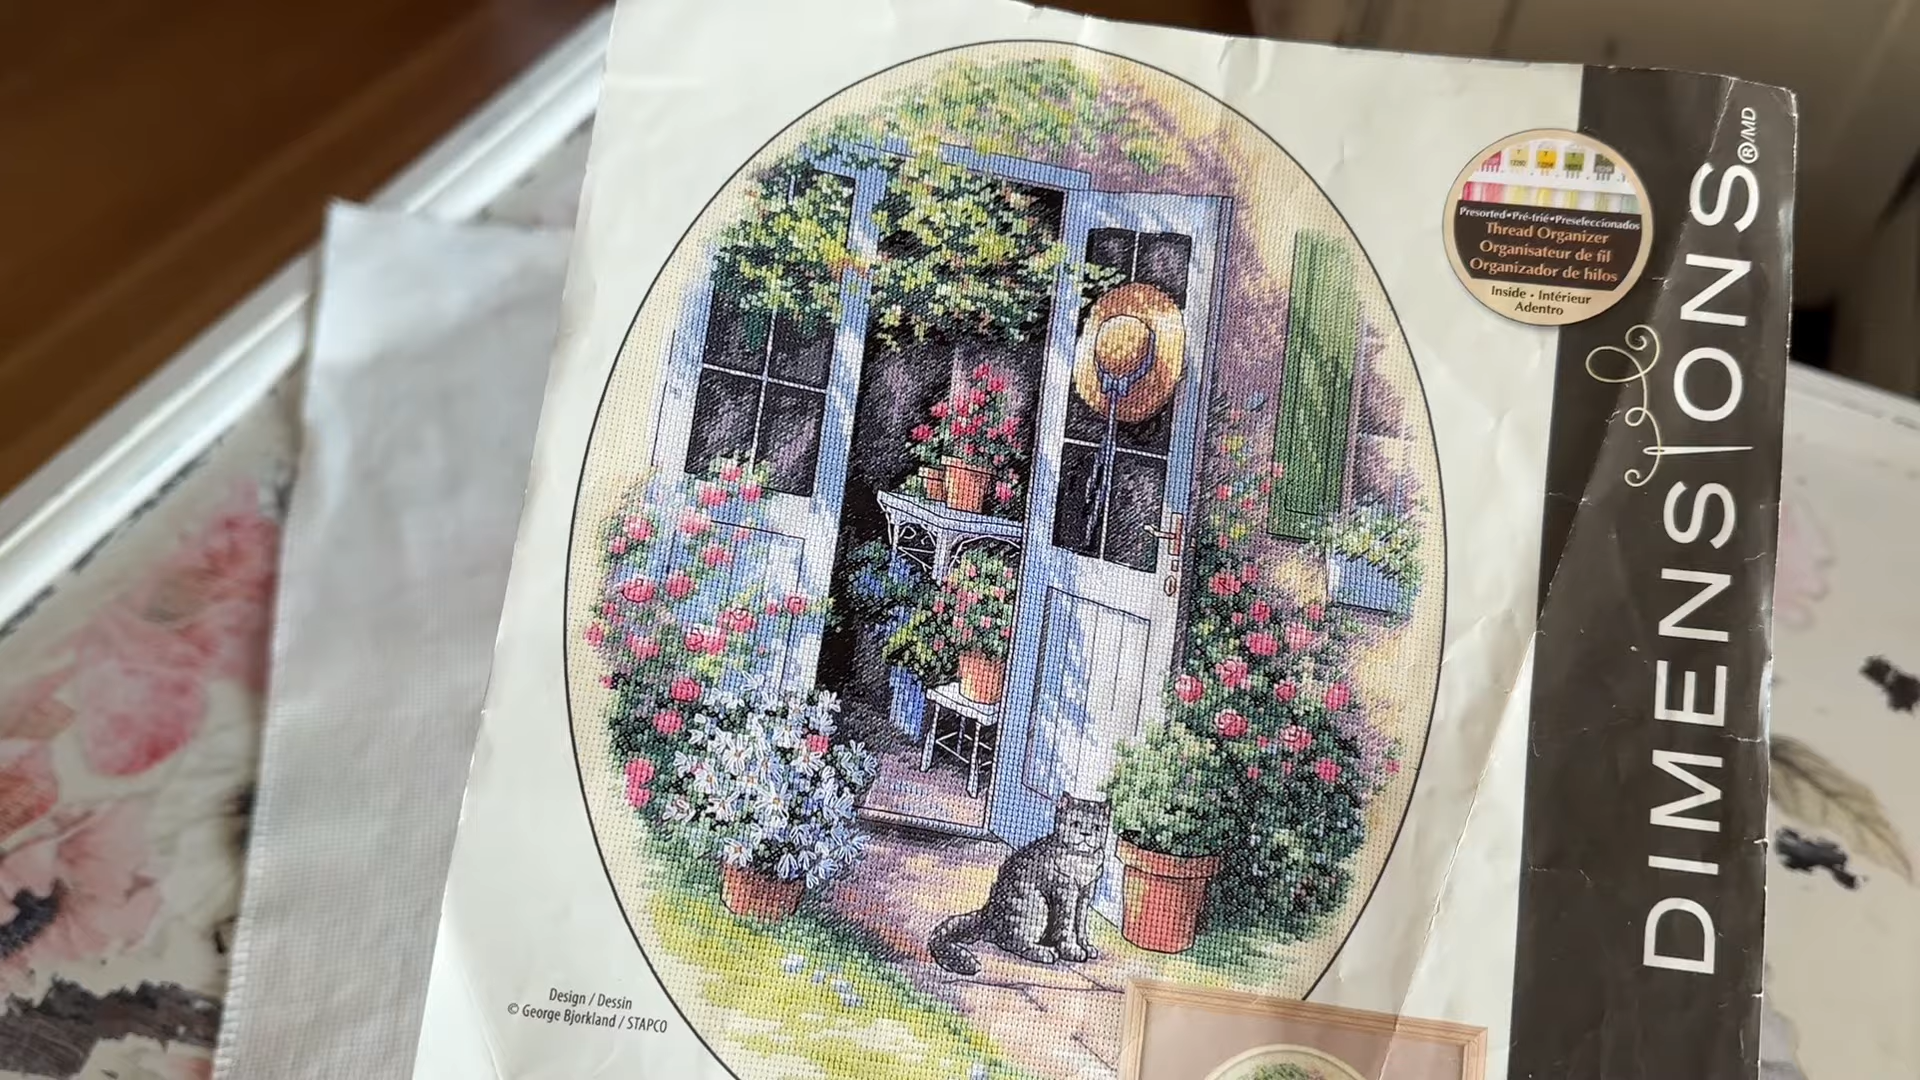 DIMENSIONS®/MD
Presorted•Pré-trié•Preseleccionados
Thread Organizer
Organisateur de fil
Organizador de hilos
Inside • Intérieur
Adentro
Design / Dessin
© George Bjorkland / STAPCO